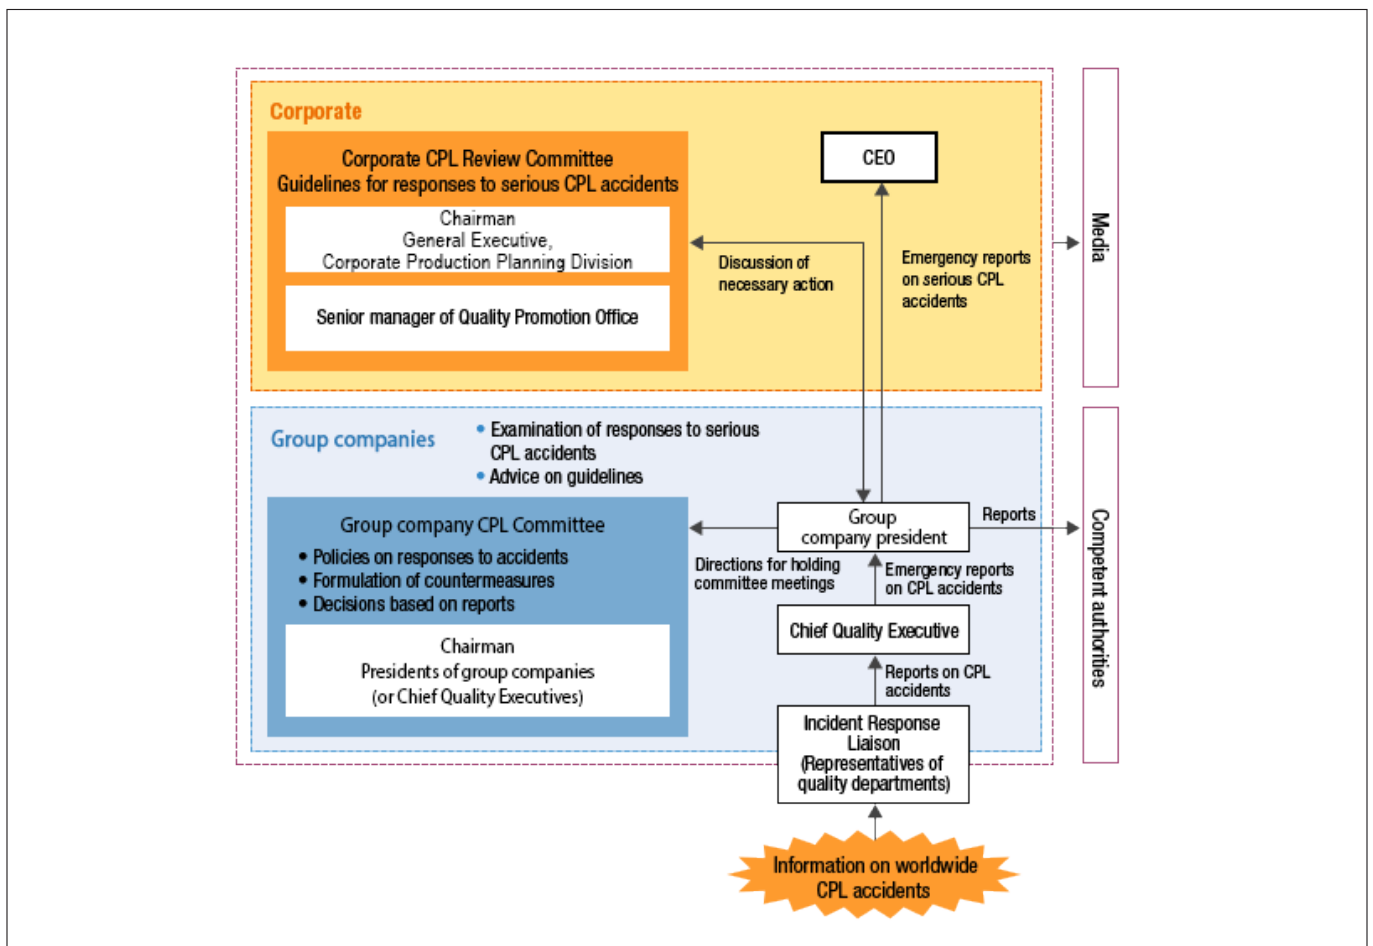 Corporate
Corporate CPL Review Committee
Guidelines for responses to serious CPL accidents
Chairman
General Executive,
Corporate Production Planning Division
Senior manager of Quality Promotion Office
CEO
Discussion of
necessary action
Emergency reports
on serious CPL
accidents
Media
Group companies
• Examination of responses to serious
CPL accidents
• Advice on guidelines
Group company CPL Committee
• Policies on responses to accidents
• Formulation of countermeasures
• Decisions based on reports
Chairman
Presidents of group companies
(or Chief Quality Executives)
Directions for holding
committee meetings
Group
company president
Reports
Competent authorities
Emergency reports
on CPL accidents
Chief Quality Executive
Reports on CPL
accidents
Incident Response
Liaison
(Representatives of
quality departments)
Information on worldwide
CPL accidents